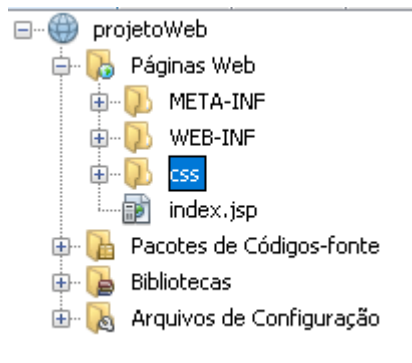 projetoWeb
Páginas Web
META-INF
WEB-INF
css
index.jsp
Pacotes de Códigos-fonte
Bibliotecas
Arquivos de Configuração